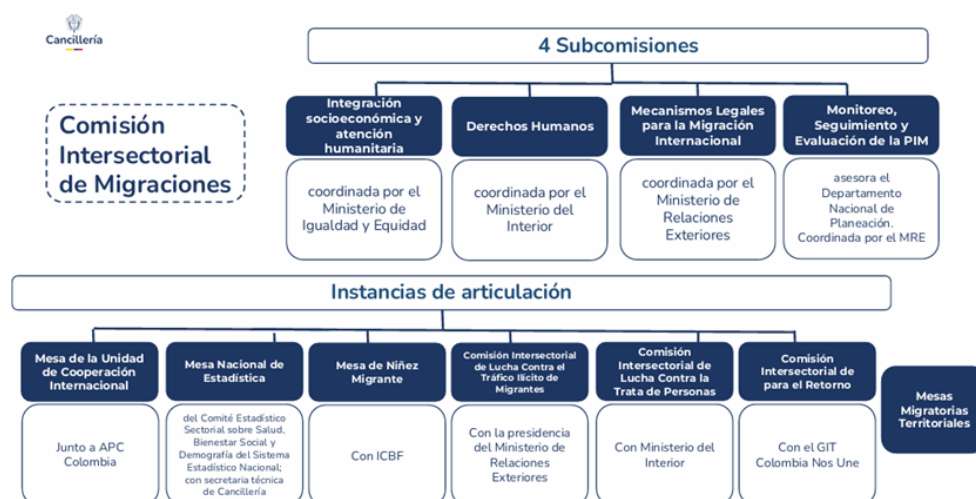 Cancillería
4 Subcomisiones
Comisión
Intersectorial
de Migraciones
Integración
socioeconómica y
atención
humanitaria
coordinada por el
Ministerio de
Igualdad y Equidad
Derechos Humanos
coordinada por el
Ministerio del
Interior
Mecanismos Legales
para la Migración
Internacional
coordinada por el
Ministerio de
Relaciones
Exteriores
Monitoreo,
Seguimiento y
Evaluación de la PIM
asesora el
Departamento
Nacional de
Planeación.
Coordinada por el MRE
Instancias de articulación
Mesa de la Unidad
de Cooperación
Internacional
Junto a APC
Colombia
Mesa Nacional de
Estadística
del Comité Estadístico
Sectorial sobre Salud,
Bienestar Social y
Demografía del Sistema
Estadístico Nacional;
con secretaria técnica
de Cancillería
Mesa de Niñez
Migrante
Con ICBF
Comisión Intersectorial
de Lucha Contra el
Tráfico Ilícito de
Migrantes
Con la presidencia
del Ministerio de
Relaciones
Exteriores
Comisión
Intersectorial de
Lucha Contra la
Trata de Personas
Con Ministerio del
Interior
Comisión
Intersectorial de
para el Retorno
Con el GIT
Colombia Nos Une
Mesas
Migratorias
Territoriales